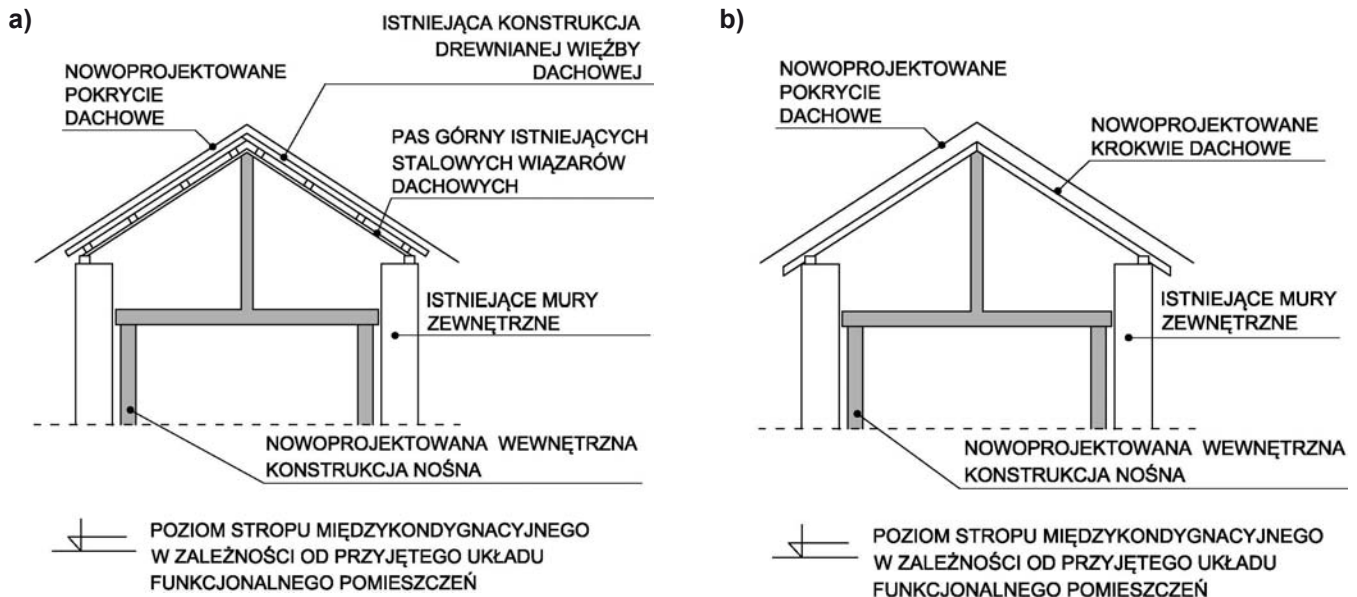 a)
ISTNIEJĄCA KONSTRUKCJA
DREWNIANEJ WIĘŹBY
DACHOWEJ
NOWOPROJEKTOWANE
POKRYCIE
DACHOWE
PAS GÓRNY ISTNIEJĄCYCH
STALOWYCH WIĄZARÓW
DACHOWYCH
ISTNIEJĄCE MURY
ZEWNĘTRZNE
NOWOPROJEKTOWANA WEWNĘTRZNA
KONSTRUKCJA NOŚNA
POZIOM STROPU MIĘDZYKONDYGNACYJNEGO
W ZALEŻNOŚCI OD PRZYJĘTEGO UKŁADU
FUNKCJONALNEGO POMIESZCZEŃ
b)
NOWOPROJEKTOWANE
POKRYCIE
DACHOWE
NOWOPROJEKTOWANE
KROKWIE DACHOWE
ISTNIEJĄCE MURY
ZEWNĘTRZNE
NOWOPROJEKTOWANA WEWNĘTRZNA
KONSTRUKCJA NOŚNA
POZIOM STROPU MIĘDZYKONDYGNACYJNEGO
W ZALEŻNOŚCI OD PRZYJĘTEGO UKŁADU
FUNKCJONALNEGO POMIESZCZEŃ